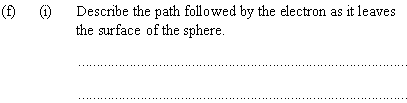 (f) (i) Describe the path followed by the electron as it leaves
the surface of the sphere.